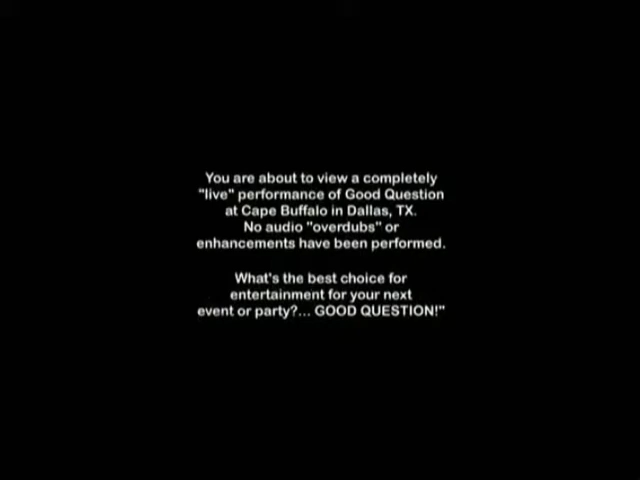 You are about to view a completely
"live" performance of Good Question
at Cape Buffalo in Dallas, TX.
No audio "overdubs" or
enhancements have been performed.
What's the best choice for
entertainment for your next
event or party?... GOOD QUESTION!"